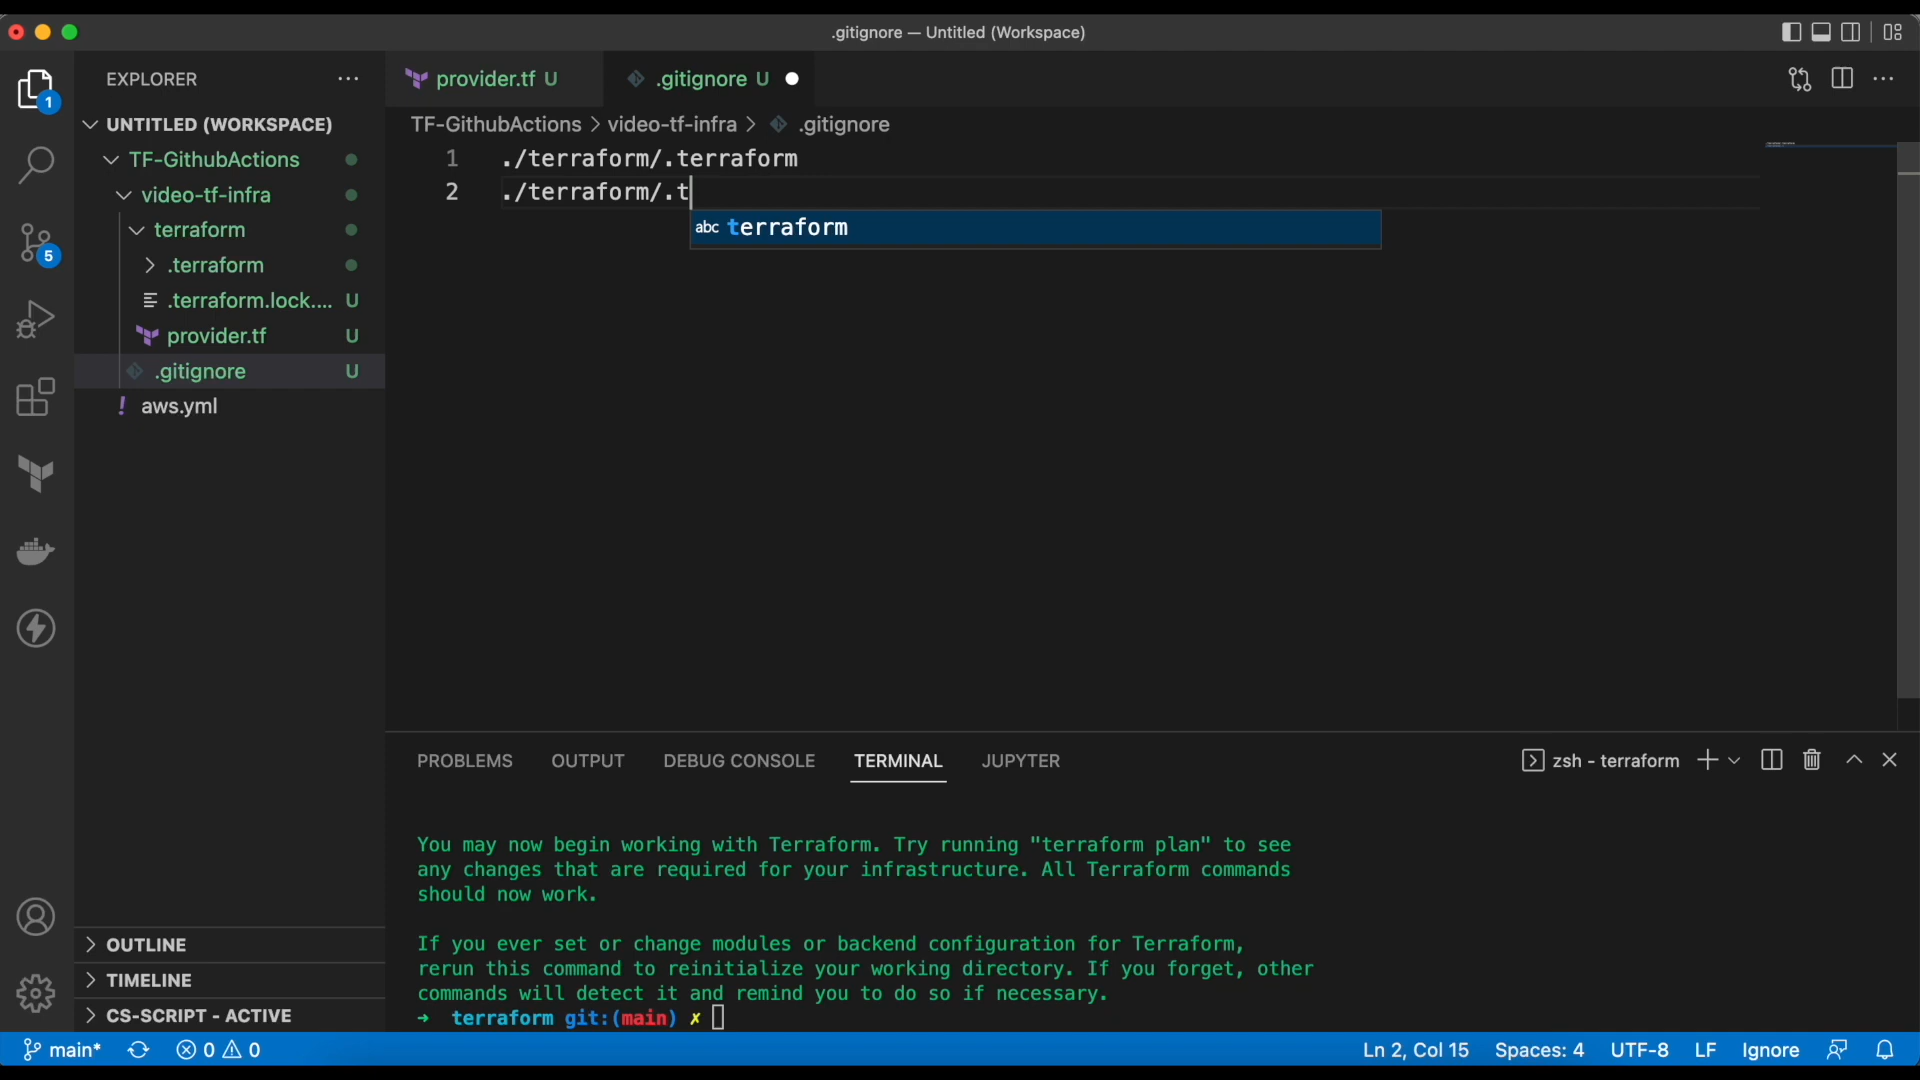 .gitignore — Untitled (Workspace)
EXPLORER
provider.tf U
.gitignore U
1
UNTITLED (WORKSPACE)
TF-GithubActions > video-tf-infra > .gitignore
TF-GithubActions
1 ./terraform/.terraform
video-tf-infra
2 ./terraform/.t
terraform
abc terraform
5
.terraform
.terraform.lock.... U
provider.tf U
.gitignore U
! aws.yml
PROBLEMS OUTPUT DEBUG CONSOLE TERMINAL JUPYTER
zsh - terraform
You may now begin working with Terraform. Try running "terraform plan" to see
any changes that are required for your infrastructure. All Terraform commands
should now work.
If you ever set or change modules or backend configuration for Terraform,
rerun this command to reinitialize your working directory. If you forget, other
commands will detect it and remind you to do so if necessary.
➜ terraform git:(main) ✗
OUTLINE
TIMELINE
CS-SCRIPT - ACTIVE
main* 0 0
Ln 2, Col 15 Spaces: 4 UTF-8 LF Ignore